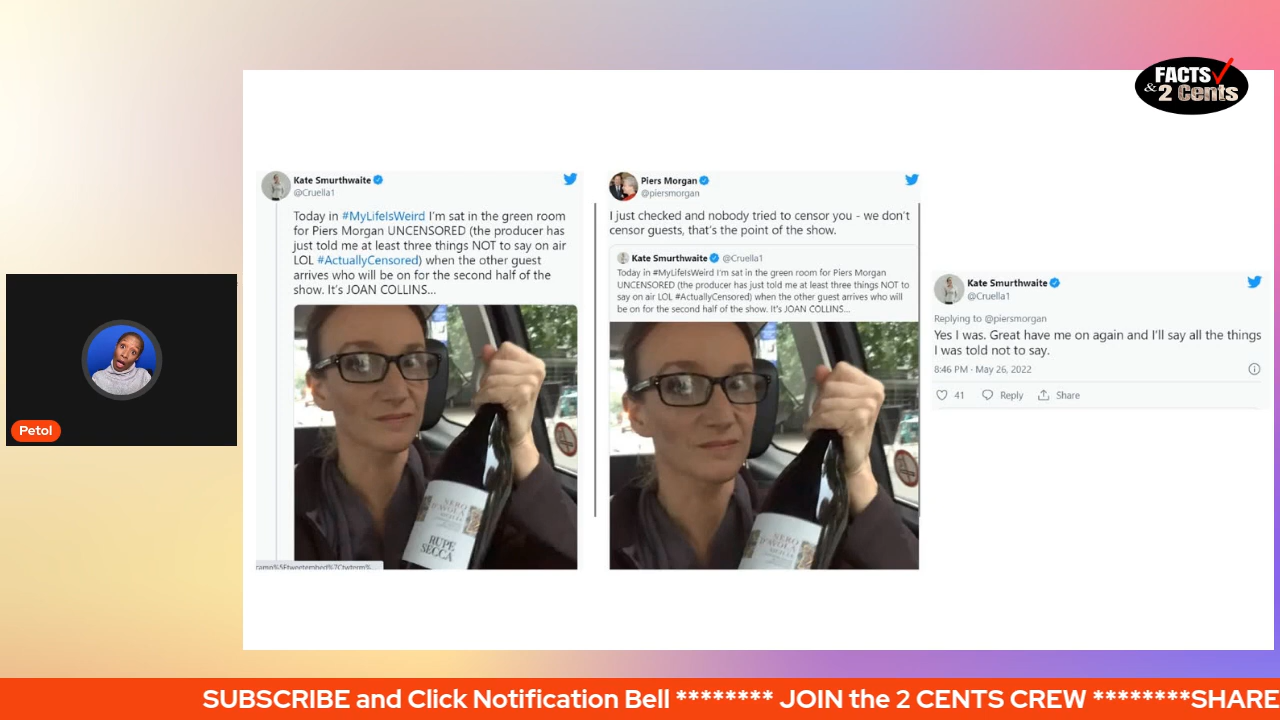 FACTS
& 2 Cents
Kate Smurthwaite
@Cruella1
Today in #MyLifeIsWeird I'm sat in the green room
for Piers Morgan UNCENSORED (the producer has
just told me at least three things NOT to say on air
LOL #ActuallyCensored) when the other guest
arrives who will be on for the second half of the
show. It's JOAN COLLINS...
NERO
D'AVOLA
RUPE
SECCA
Piers Morgan
@piersmorgan
I just checked and nobody tried to censor you - we don't
censor guests, that's the point of the show.
Kate Smurthwaite @Cruella1
Today in #MyLifeIsWeird I'm sat in the green room for Piers Morgan
UNCENSORED (the producer has just told me at least three things NOT to
say on air LOL #ActuallyCensored) when the other guest arrives who will
be on for the second half of the show. It's JOAN COLLINS...
NERO
D'AVOLA
Kate Smurthwaite
@Cruella1
Replying to @piersmorgan
Yes I was. Great have me on again and I'll say all the things
I was told not to say.
8:46 PM · May 26, 2022
41 Reply Share
Petol
SUBSCRIBE and Click Notification Bell ******** JOIN the 2 CENTS CREW ********SHARE